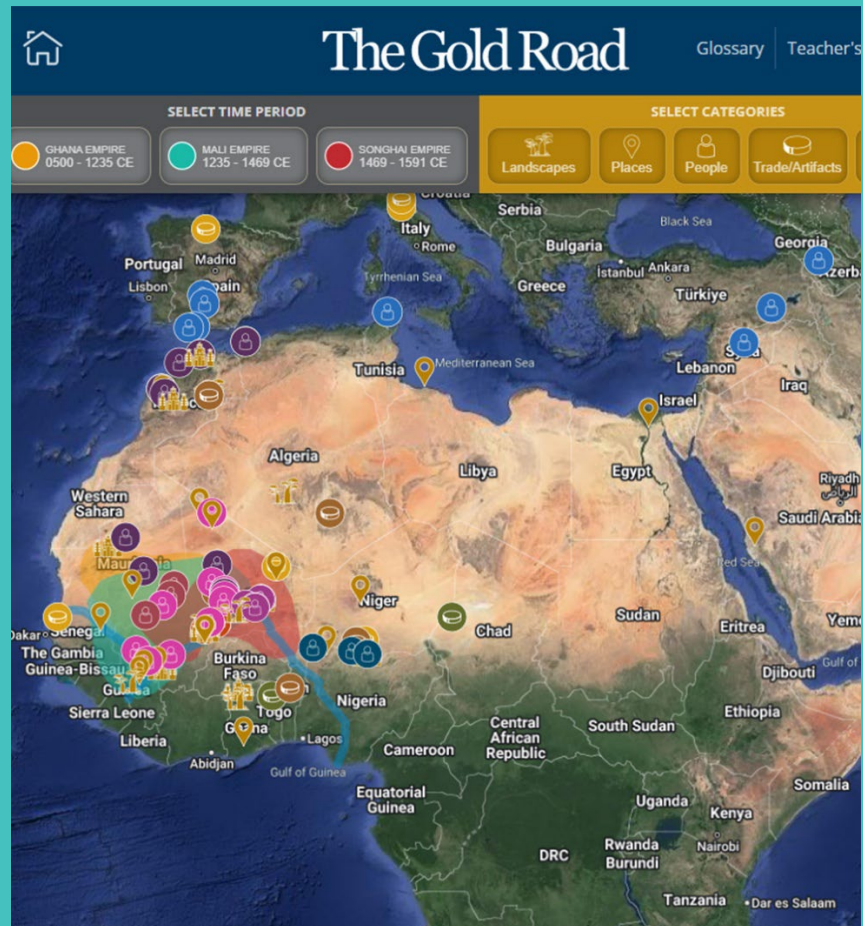 The Gold Road
Glossary
Teacher's
SELECT TIME PERIOD
GHANA EMPIRE
0500 - 1235 CE
MALI EMPIRE
1235 - 1469 CE
SONGHAI EMPIRE
1469 - 1591 CE
SELECT CATEGORIES
Landscapes
Places
People
Trade/Artifacts
Croatia
Serbia
Italy
Rome
Bulgaria
Black Sea
Georgia
Portugal
Madrid
Lisbon
Tyrrhenian Sea
Greece
İstanbul
Ankara
Türkiye
Tunisia
Mediterranean Sea
Lebanon
Iraq
Israel
Algeria
Libya
Egypt
Riyadh
الرياض
Western
Sahara
Red Sea
Niger
Chad
Sudan
Eritrea
Dakar
Senegal
The Gambia
Guinea-Bissau
Burkina
Faso
Nigeria
Djibouti
Gulf of
Sierra Leone
Togo
Ghana
Ethiopia
Liberia
Lagos
Abidjan
Cameroon
Central
African
Republic
South Sudan
Gulf of Guinea
Somalia
Equatorial
Guinea
Uganda
Kenya
DRC
Rwanda
Burundi
Nairobi
Tanzania
Dar es Salaam